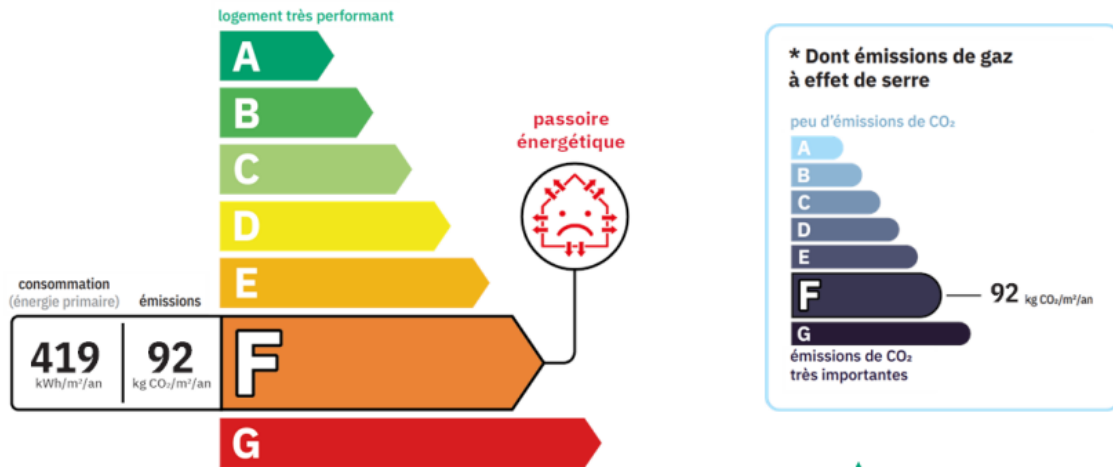 logement très performant
A
B
C
D
E
passoire
énergétique
consommation
(énergie primaire)
émissions
419
kWh/m²/an
92
kg CO₂/m²/an
F
G
* Dont émissions de gaz
à effet de serre
peu d'émissions de CO₂
A
B
C
D
E
F
92 kg CO₂/m²/an
G
émissions de CO₂
très importantes